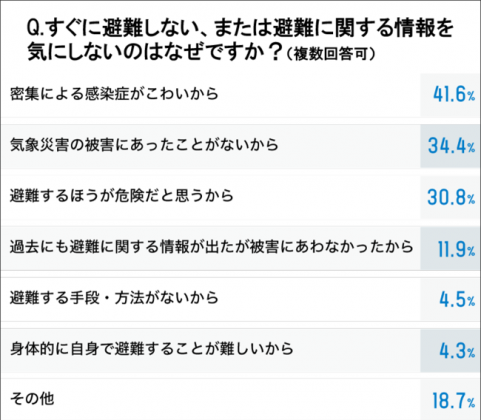 Q.すぐに避難しない、または避難に関する情報を
気にしないのはなぜですか？(複数回答可)
密集による感染症がこわいから 41.6%
気象災害の被害にあったことがないから 34.4%
避難するほうが危険だと思うから 30.8%
過去にも避難に関する情報が出たが被害にあわなかったから 11.9%
避難する手段・方法がないから 4.5%
身体的に自身で避難することが難しいから 4.3%
その他 18.7%